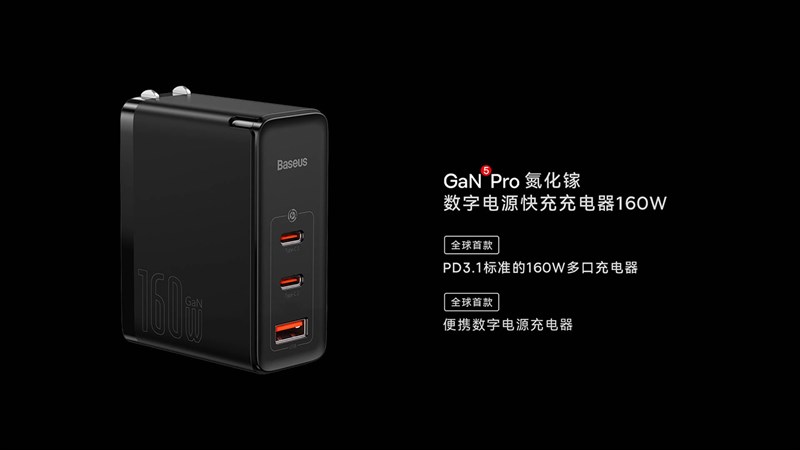 Baseus
160W
GaN
GaN5 Pro 氮化镓
数字电源快充充电器160W
全球首款
PD3.1标准的160W多口充电器
全球首款
便携数字电源充电器